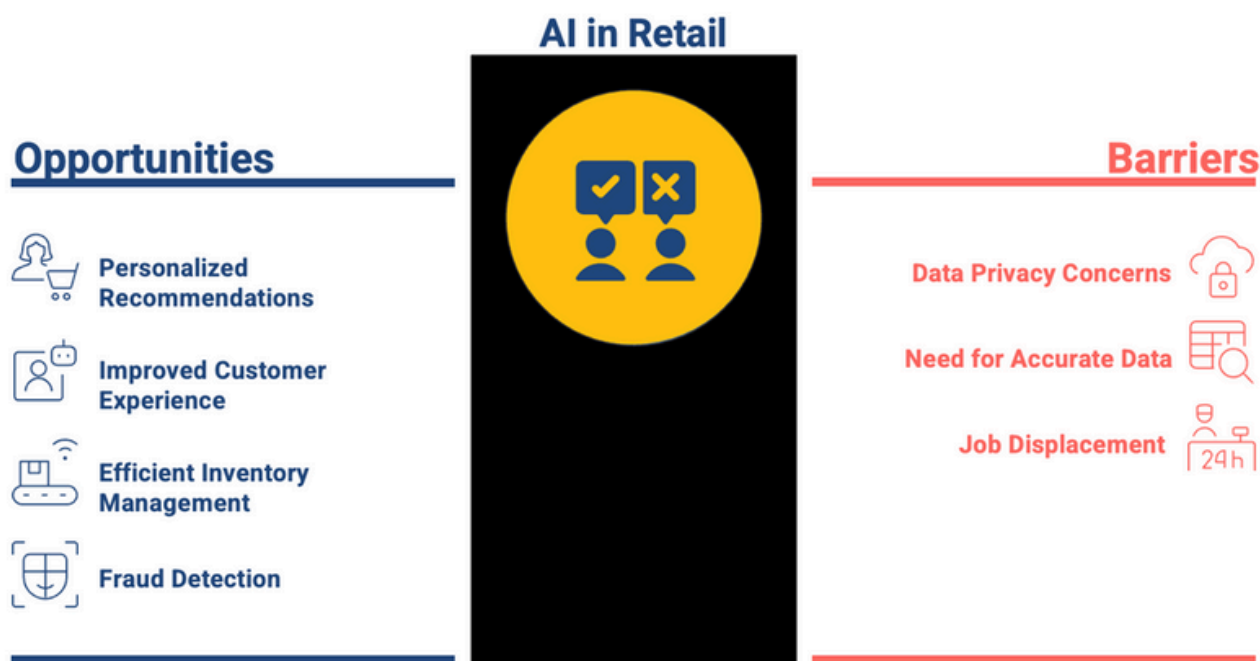 AI in Retail
Opportunities
Personalized
Recommendations
Improved Customer
Experience
Efficient Inventory
Management
Fraud Detection
Barriers
Data Privacy Concerns
Need for Accurate Data
Job Displacement
24h